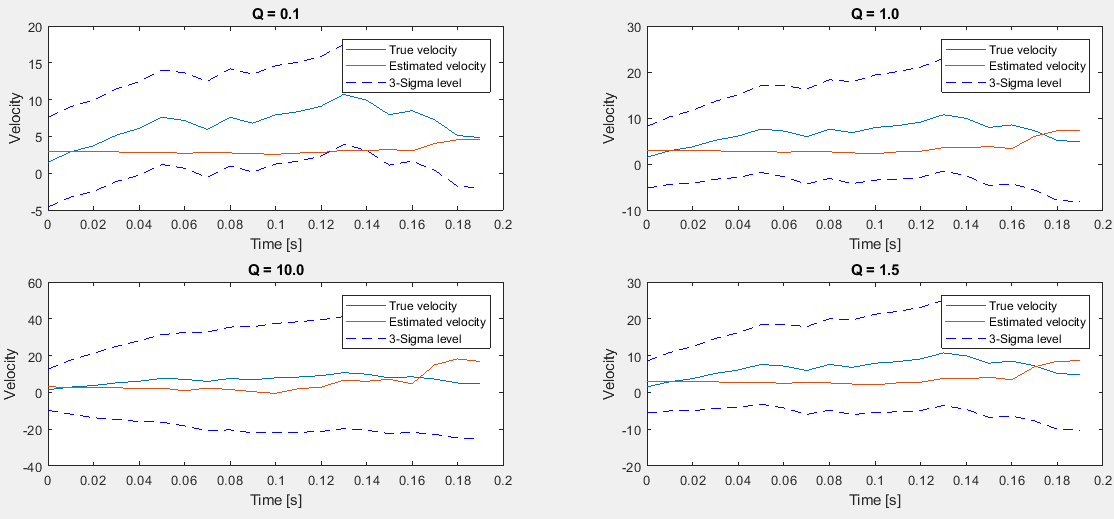 Q = 0.1
20
15
10
5
0
-5
Velocity
True velocity
Estimated velocity
3-Sigma level
0 0.02 0.04 0.06 0.08 0.1 0.12 0.14 0.16 0.18 0.2
Time [s]
Q = 1.0
30
20
10
0
-10
Velocity
True velocity
Estimated velocity
3-Sigma level
0 0.02 0.04 0.06 0.08 0.1 0.12 0.14 0.16 0.18 0.2
Time [s]
Q = 10.0
60
40
20
0
-20
-40
Velocity
True velocity
Estimated velocity
3-Sigma level
0 0.02 0.04 0.06 0.08 0.1 0.12 0.14 0.16 0.18 0.2
Time [s]
Q = 1.5
30
20
10
0
-10
-20
Velocity
True velocity
Estimated velocity
3-Sigma level
0 0.02 0.04 0.06 0.08 0.1 0.12 0.14 0.16 0.18 0.2
Time [s]